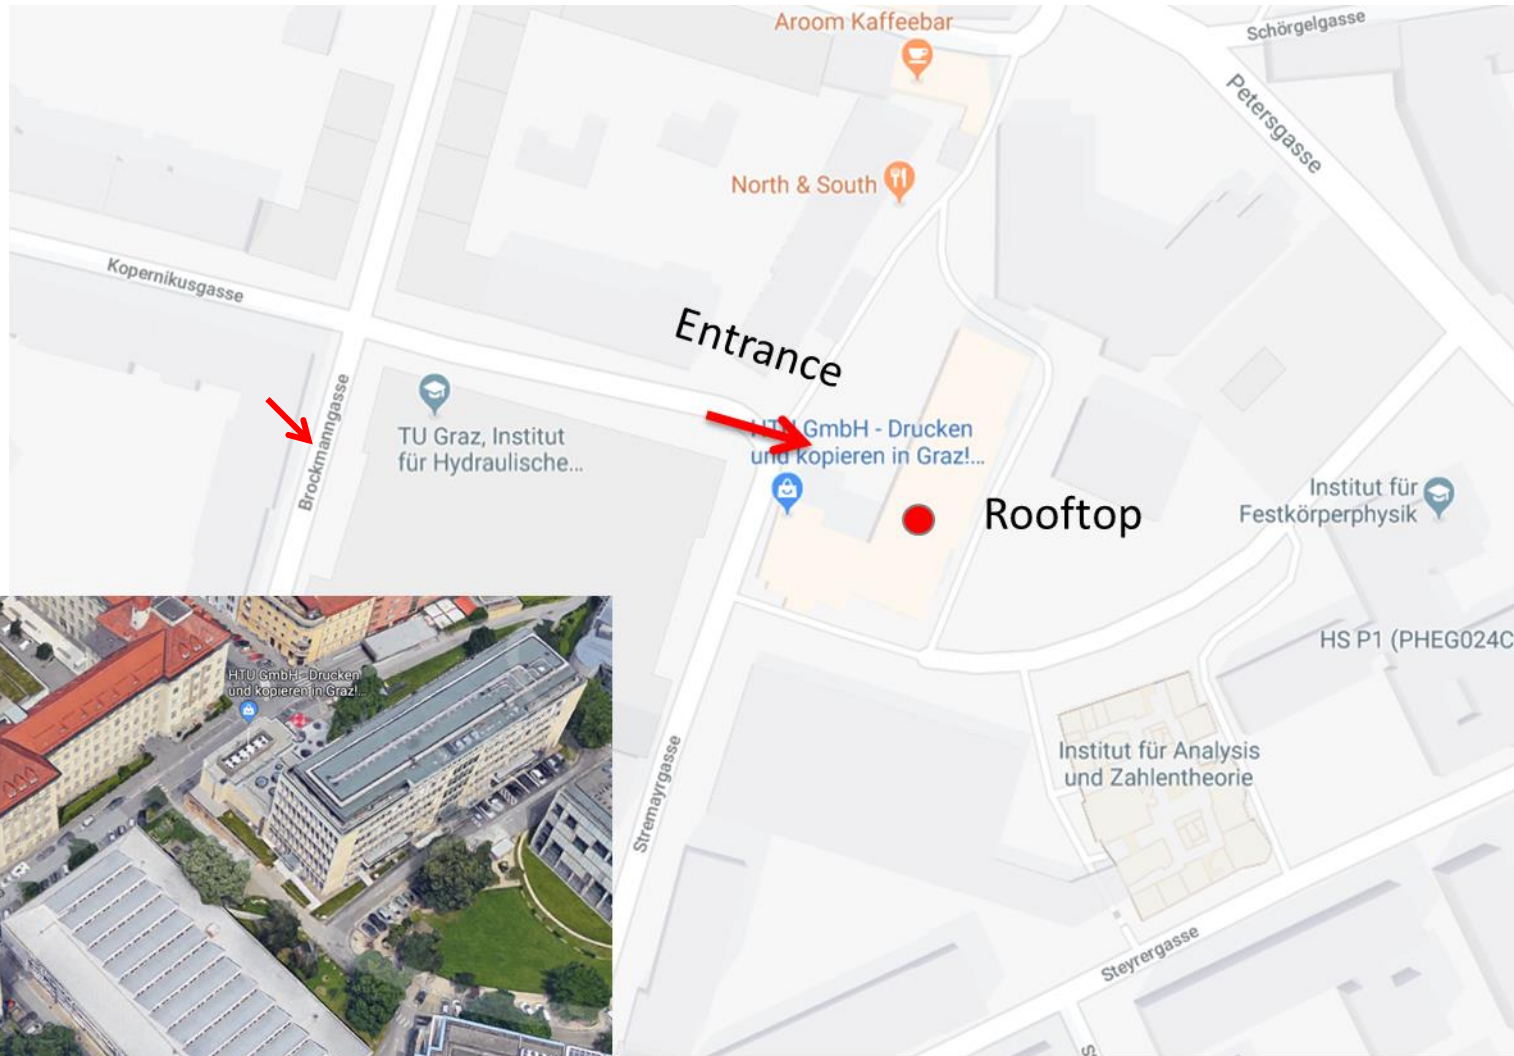 Aroom Kaffeebar
Schörgelgasse
Petersgasse
North & South
Kopernikusgasse
Entrance
Brockmanngasse
TU Graz, Institut
für Hydraulische...
HTU GmbH - Drucken
und kopieren in Graz!...
Rooftop
Institut für
Festkörperphysik
HS P1 (PHEG024C
HTU GmbH - Drucken
und kopieren in Graz!...
Stremayrgasse
Institut für Analysis
und Zahlentheorie
Steyrergasse